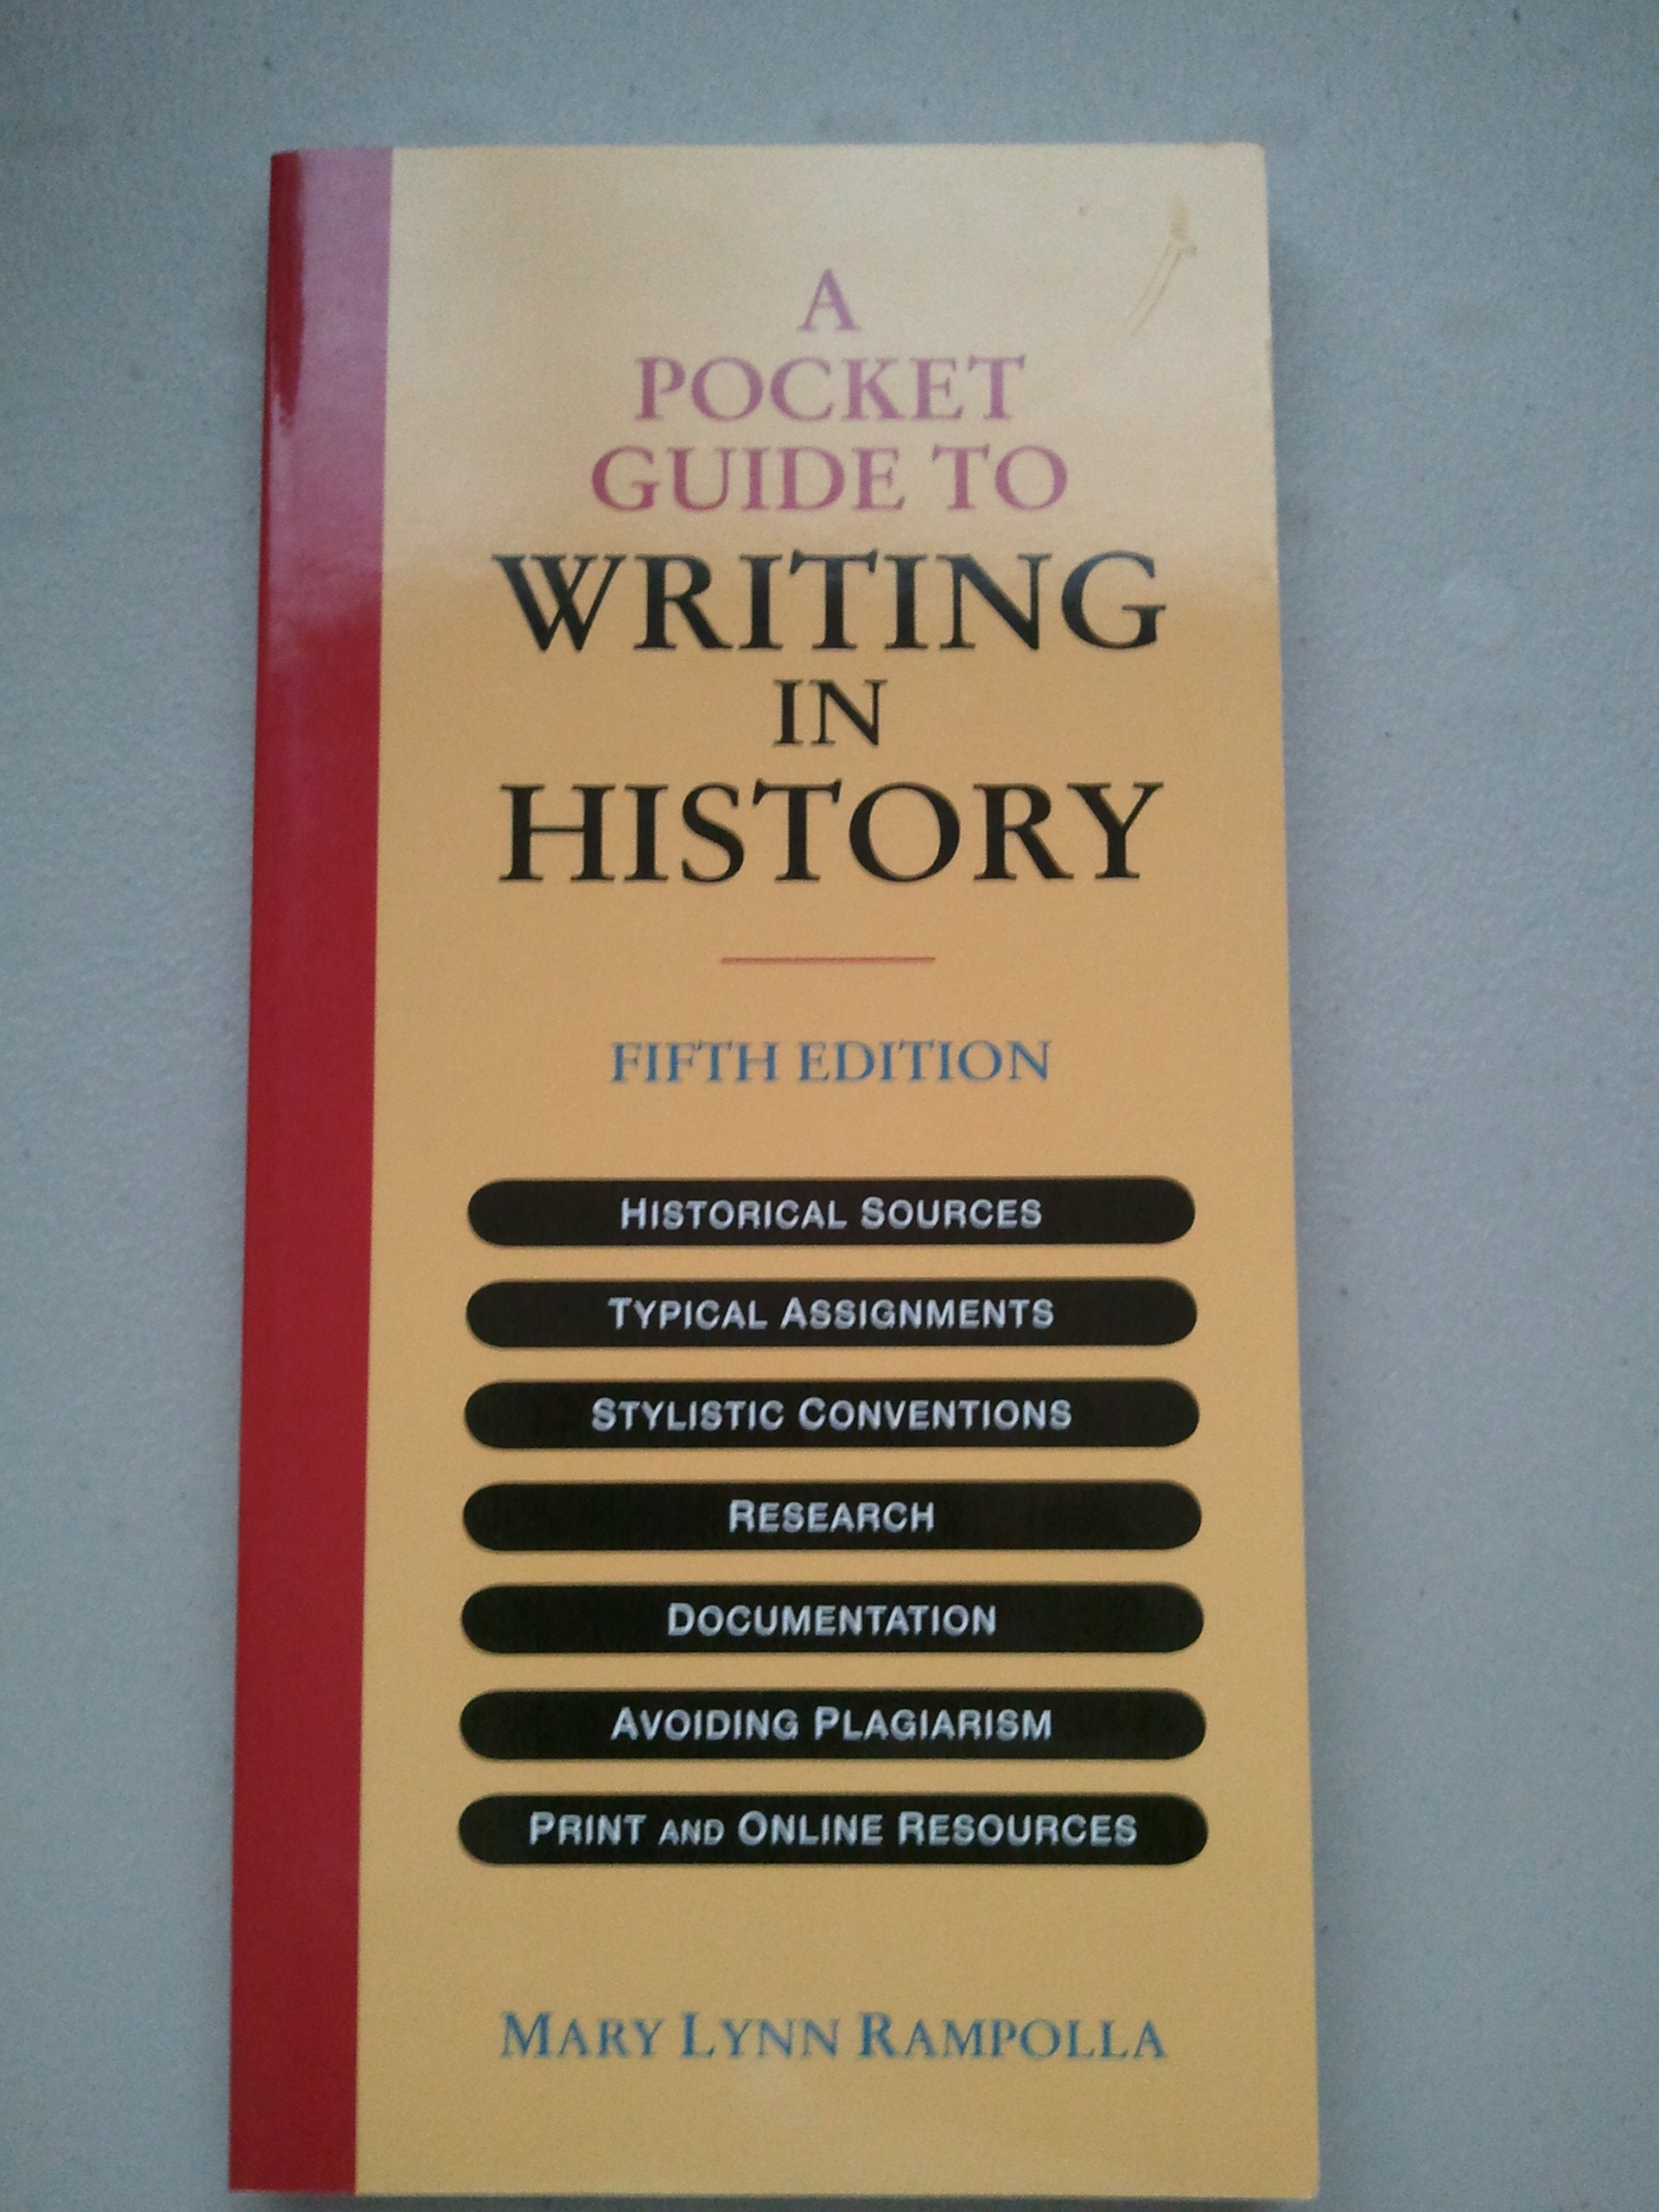 A
POCKET
GUIDE TO
WRITING
IN
HISTORY
FIFTH EDITION
HISTORICAL SOURCES
TYPICAL ASSIGNMENTS
STYLISTIC CONVENTIONS
RESEARCH
DOCUMENTATION
AVOIDING PLAGIARISM
PRINT AND ONLINE RESOURCES
MARY LYNN RAMPOLLA